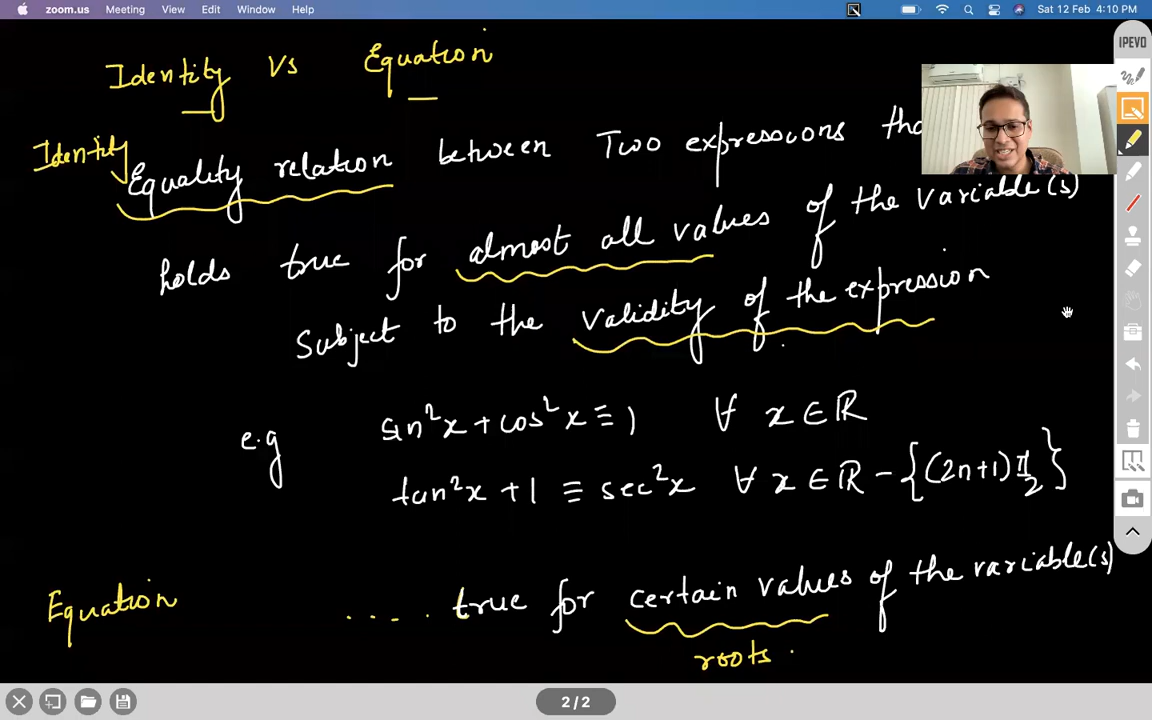 zoom.us Meeting View Edit Window Help Sat 12 Feb 4:10 PM
IPEVO
Identity Vs Equation
Identity
Equality relation between Two expressions tha
holds true for almost all values of the variable(s)
Subject to the validity of the expression
e.g sin²x + cos²x ≡ 1 ∀ x ∈ ℝ
tan²x + 1 ≡ sec²x ∀ x ∈ ℝ - {(2n+1) π/2}
Equation ..... true for certain values of the variable(s)
roots.
2/2